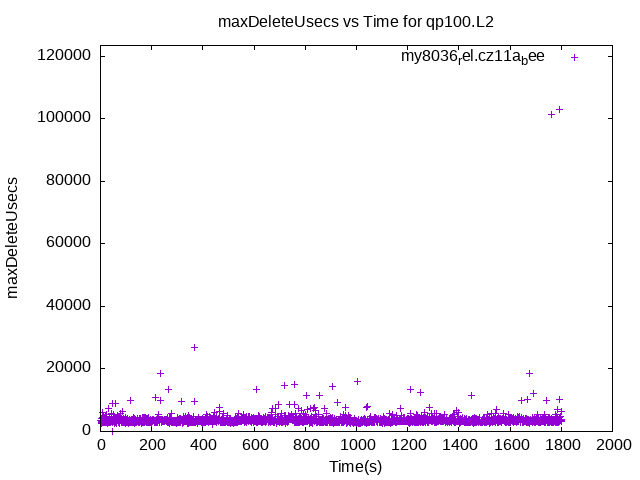 maxDeleteUsecs vs Time for qp100.L2
my8036rel.cz11abee
120000
100000
80000
60000
40000
20000
0
maxDeleteUsecs
0 200 400 600 800 1000 1200 1400 1600 1800 2000
Time(s)